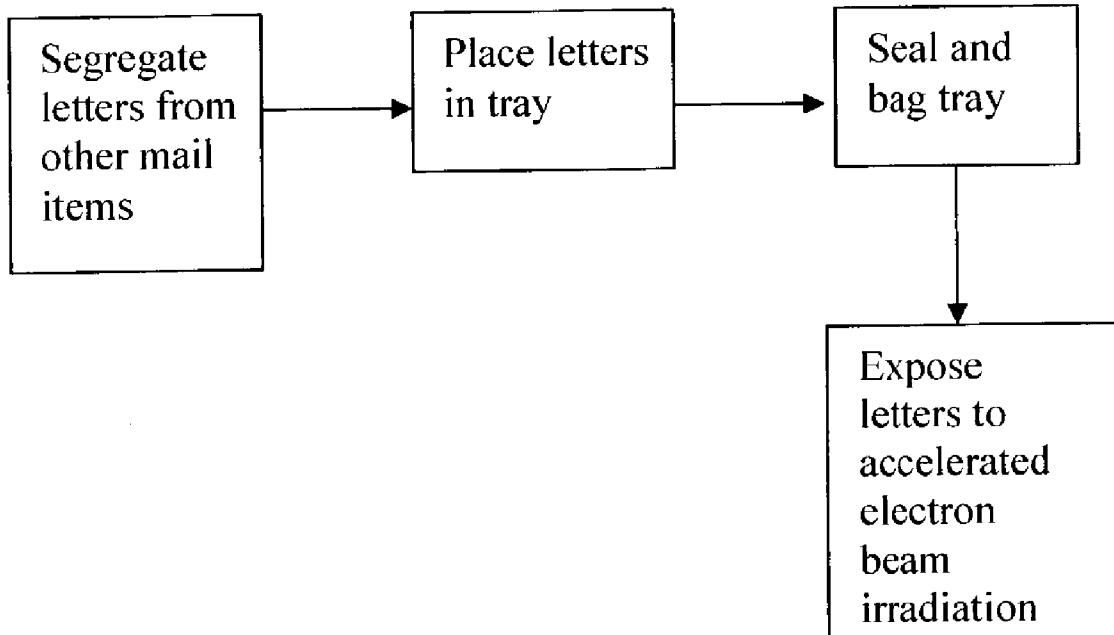 Segregate
letters from
other mail
items
Place letters
in tray
Seal and
bag tray
Expose
letters to
accelerated
electron
beam
irradiation